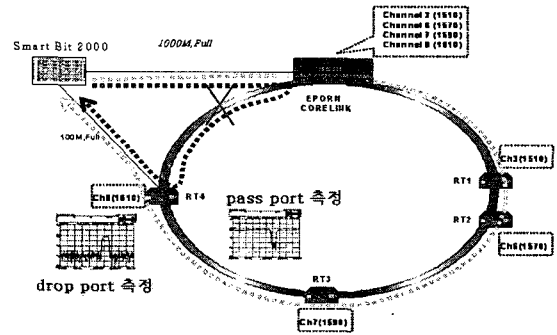 Channel 3 (1510)
Channel 6 (1570)
Channel 7 (1590)
Channel 8 (1610)
Smart Bit 2000
1000M,Full
EPORN
CORELINK
100M,Full
Ch3(1510)
RT1
RT2
Ch6(1570)
Ch8(1610)
RT4
pass port 측정
drop port 측정
RT3
Ch7(1590)